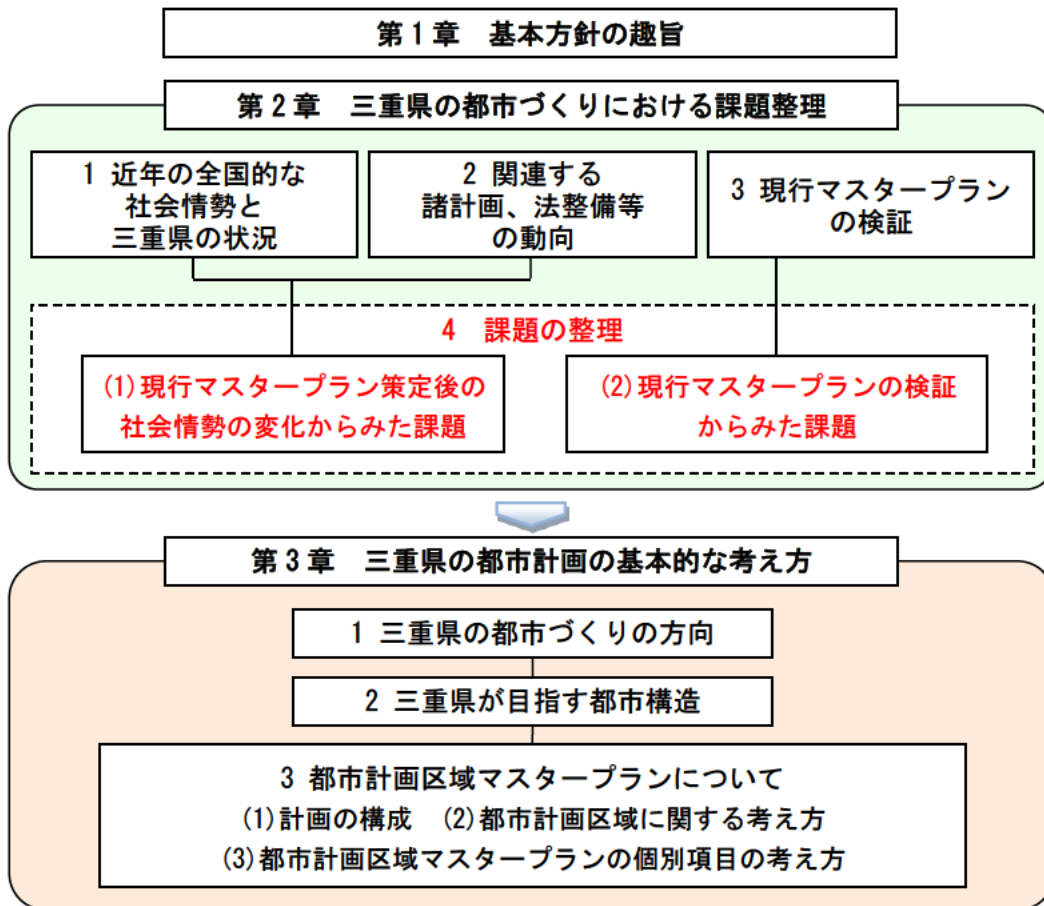 第1章　基本方針の趣旨
第2章　三重県の都市づくりにおける課題整理
1 近年の全国的な
社会情勢と
三重県の状況
2 関連する
諸計画、法整備等
の動向
3 現行マスタープラン
の検証
4　課題の整理
(1)現行マスタープラン策定後の
社会情勢の変化からみた課題
(2)現行マスタープランの検証
からみた課題
第3章　三重県の都市計画の基本的な考え方
1 三重県の都市づくりの方向
2 三重県が目指す都市構造
3 都市計画区域マスタープランについて
(1)計画の構成　(2)都市計画区域に関する考え方
(3)都市計画区域マスタープランの個別項目の考え方